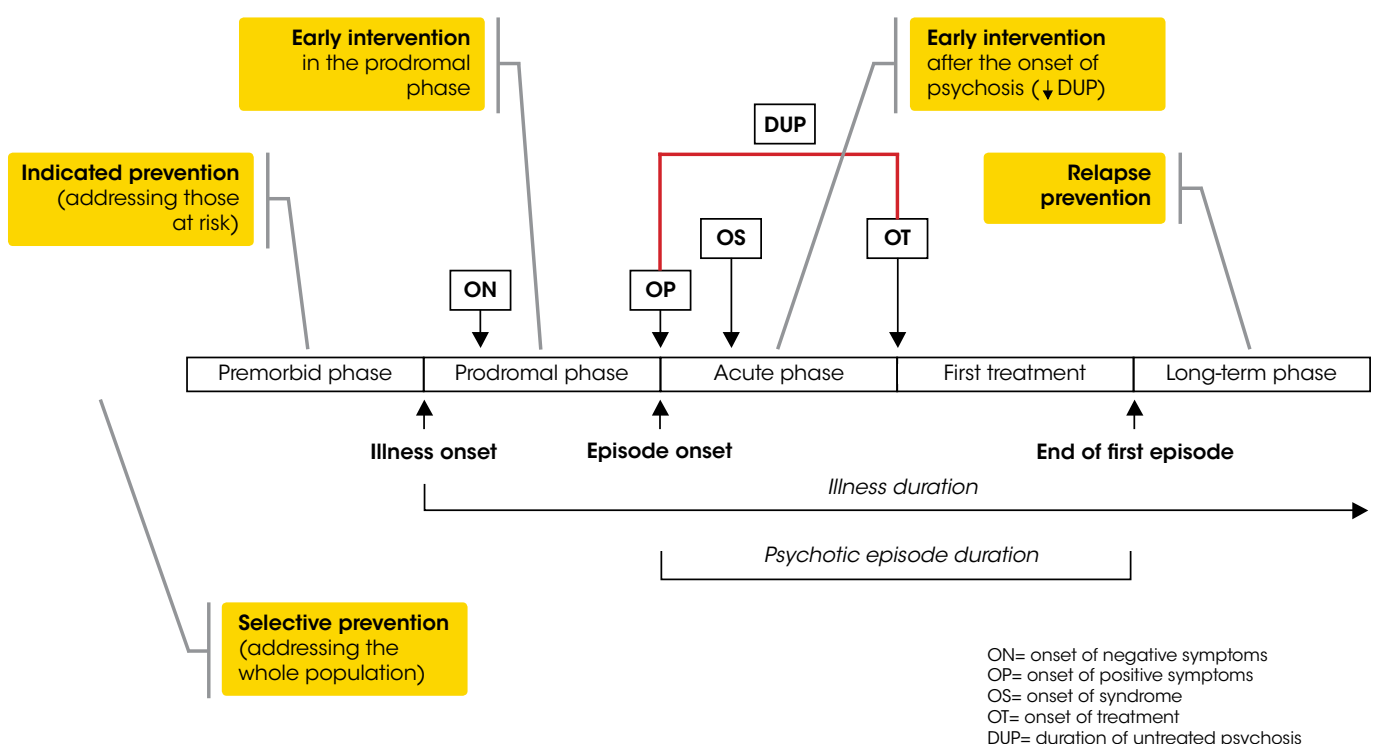 Early intervention
in the prodromal
phase
Early intervention
after the onset of
psychosis (↓DUP)
DUP
Indicated prevention
(addressing those
at risk)
Relapse
prevention
OS
OT
ON
OP
Premorbid phase
Prodromal phase
Acute phase
First treatment
Long-term phase
Illness onset
Episode onset
End of first episode
Illness duration
Psychotic episode duration
Selective prevention
(addressing the
whole population)
ON= onset of negative symptoms
OP= onset of positive symptoms
OS= onset of syndrome
OT= onset of treatment
DUP= duration of untreated psychosis